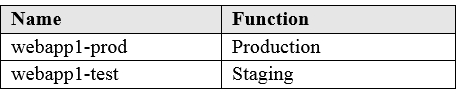 Name Function
webapp1-prod Production
webapp1-test Staging